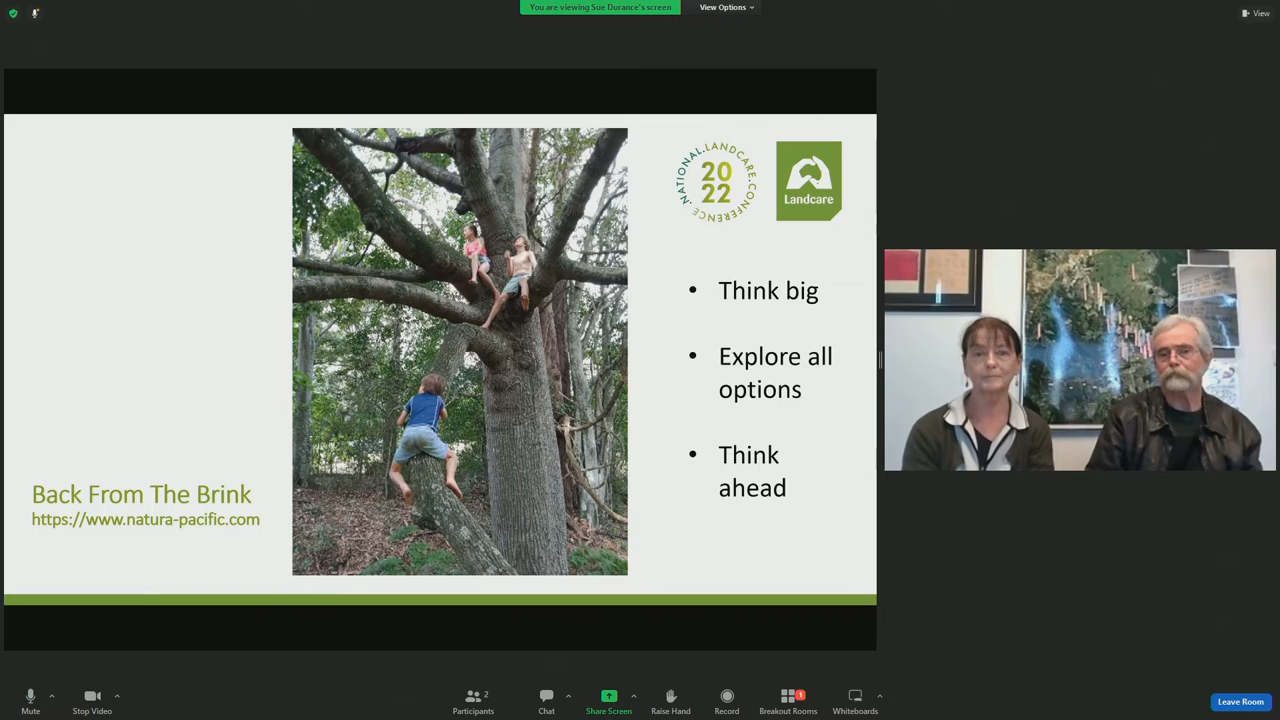 You are viewing Sue Durance's screen
View Options
View
NATIONAL.LANDCARE.CONFERENCE.
20
22
Landcare
• Think big
• Explore all
options
• Think
ahead
Back From The Brink
https://www.natura-pacific.com
Mute
Stop Video
2
Participants
Chat
Share Screen
Raise Hand
Record
1
Breakout Rooms
Whiteboards
Leave Room